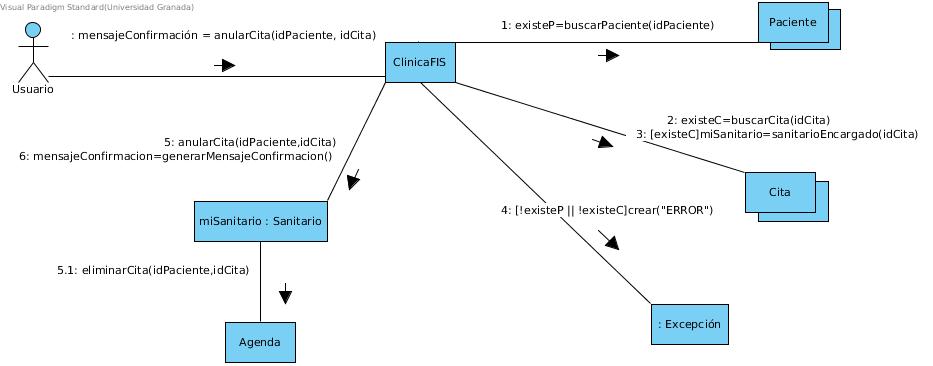 Visual Paradigm Standard(Universidad Granada)
: mensajeConfirmación = anularCita(idPaciente, idCita)
1: existeP=buscarPaciente(idPaciente)
Paciente
Usuario
ClinicaFIS
2: existeC=buscarCita(idCita)
3: [existeC]miSanitario=sanitarioEncargado(idCita)
5: anularCita(idPaciente,idCita)
6: mensajeConfirmacion=generarMensajeConfirmacion()
Cita
4: [!existeP || !existeC]crear("ERROR")
miSanitario : Sanitario
5.1: eliminarCita(idPaciente,idCita)
: Excepción
Agenda